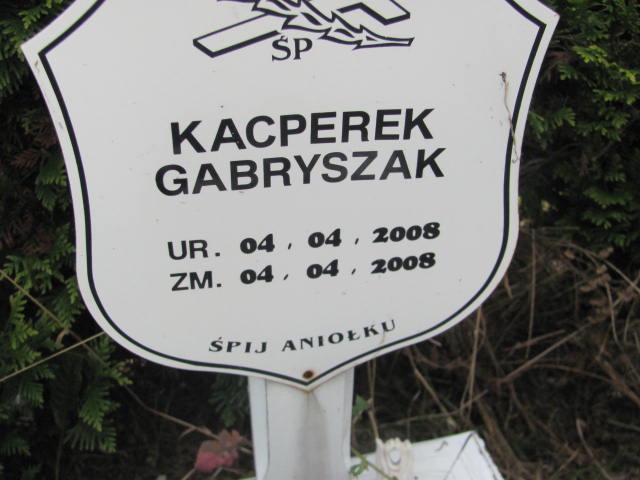 ŚP
KACPEREK
GABRYSZAK
UR. 04. 04. 2008
ZM. 04. 04. 2008
ŚPIJ ANIOŁKU